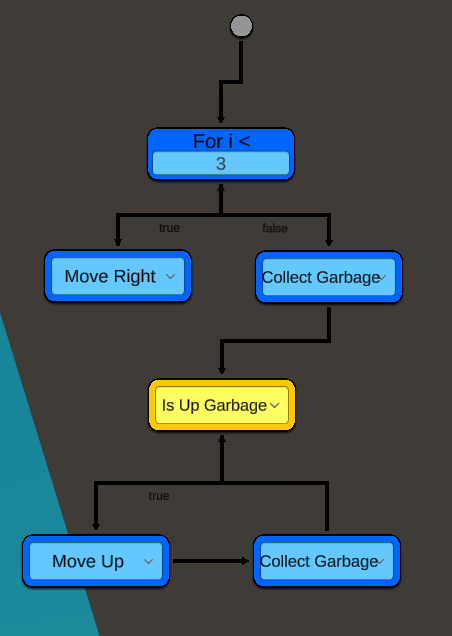 For i <
3
true
false
Move Right
Collect Garbage
Is Up Garbage
true
Move Up
Collect Garbage